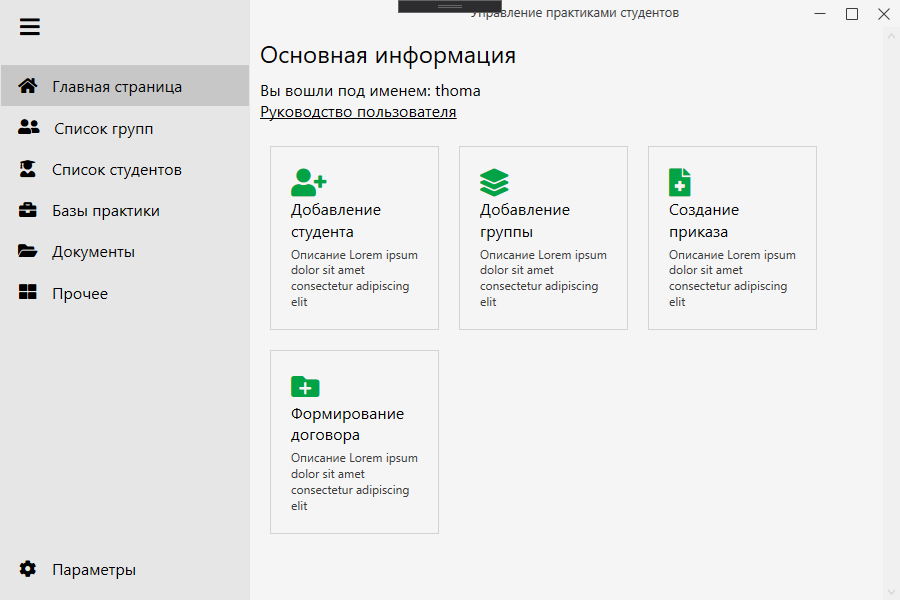 Управление практиками студентов
Главная страница
Список групп
Список студентов
Базы практики
Документы
Прочее
Параметры
Основная информация
Вы вошли под именем: thoma
Руководство пользователя
Добавление
студента
Описание Lorem ipsum
dolor sit amet
consectetur adipiscing
elit
Добавление
группы
Описание Lorem ipsum
dolor sit amet
consectetur adipiscing
elit
Создание
приказа
Описание Lorem ipsum
dolor sit amet
consectetur adipiscing
elit
Формирование
договора
Описание Lorem ipsum
dolor sit amet
consectetur adipiscing
elit